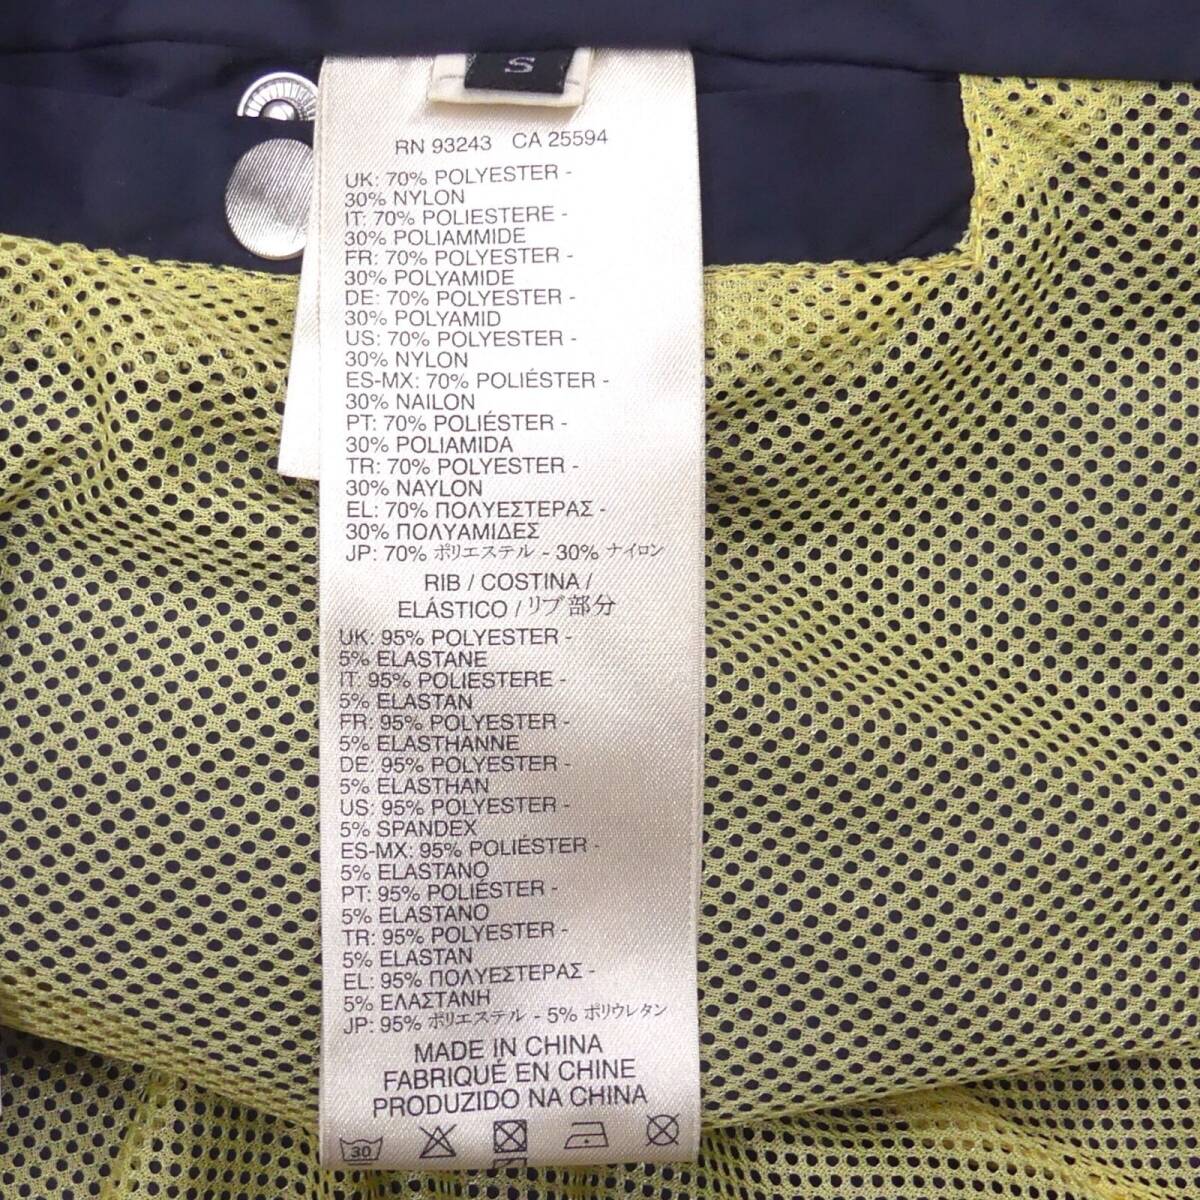 S
RN 93243 CA 25594
UK: 70% POLYESTER -
30% NYLON
IT: 70% POLIESTERE -
30% POLIAMMIDE
FR: 70% POLYESTER -
30% POLYAMIDE
DE: 70% POLYESTER -
30% POLYAMID
US: 70% POLYESTER -
30% NYLON
ES-MX: 70% POLIÉSTER -
30% NAILON
PT: 70% POLIÉSTER -
30% POLIAMIDA
TR: 70% POLYESTER -
30% NAYLON
EL: 70% ΠΟΛΥΕΣΤΕΡΑΣ -
30% ΠΟΛΥΑΜΙΔΕΣ
JP: 70% ポリエステル - 30% ナイロン
RIB / COSTINA /
ELÁSTICO / リブ部分
UK: 95% POLYESTER -
5% ELASTANE
IT: 95% POLIESTERE -
5% ELASTAN
FR: 95% POLYESTER -
5% ELASTHANNE
DE: 95% POLYESTER -
5% ELASTHAN
US: 95% POLYESTER -
5% SPANDEX
ES-MX: 95% POLIÉSTER -
5% ELASTANO
PT: 95% POLIÉSTER -
5% ELASTANO
TR: 95% POLYESTER -
5% ELASTAN
EL: 95% ΠΟΛΥΕΣΤΕΡΑΣ -
5% ΕΛΑΣΤΑΝΗ
JP: 95% ポリエステル - 5% ポリウレタン
MADE IN CHINA
FABRIQUÉ EN CHINE
PRODUZIDO NA CHINA
30